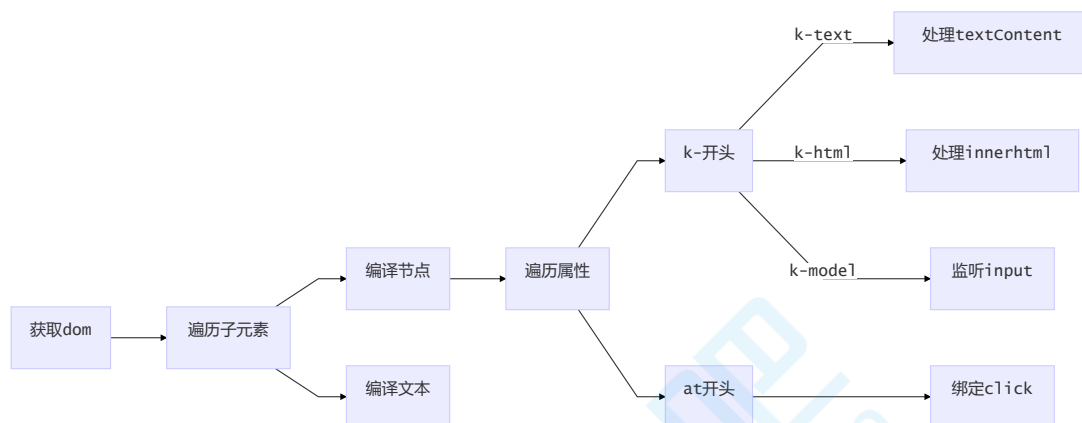 k-text
处理textContent
k-开头
k-html
处理innerhtml
编译节点
遍历属性
k-model
监听input
获取dom
遍历子元素
编译文本
at开头
绑定click